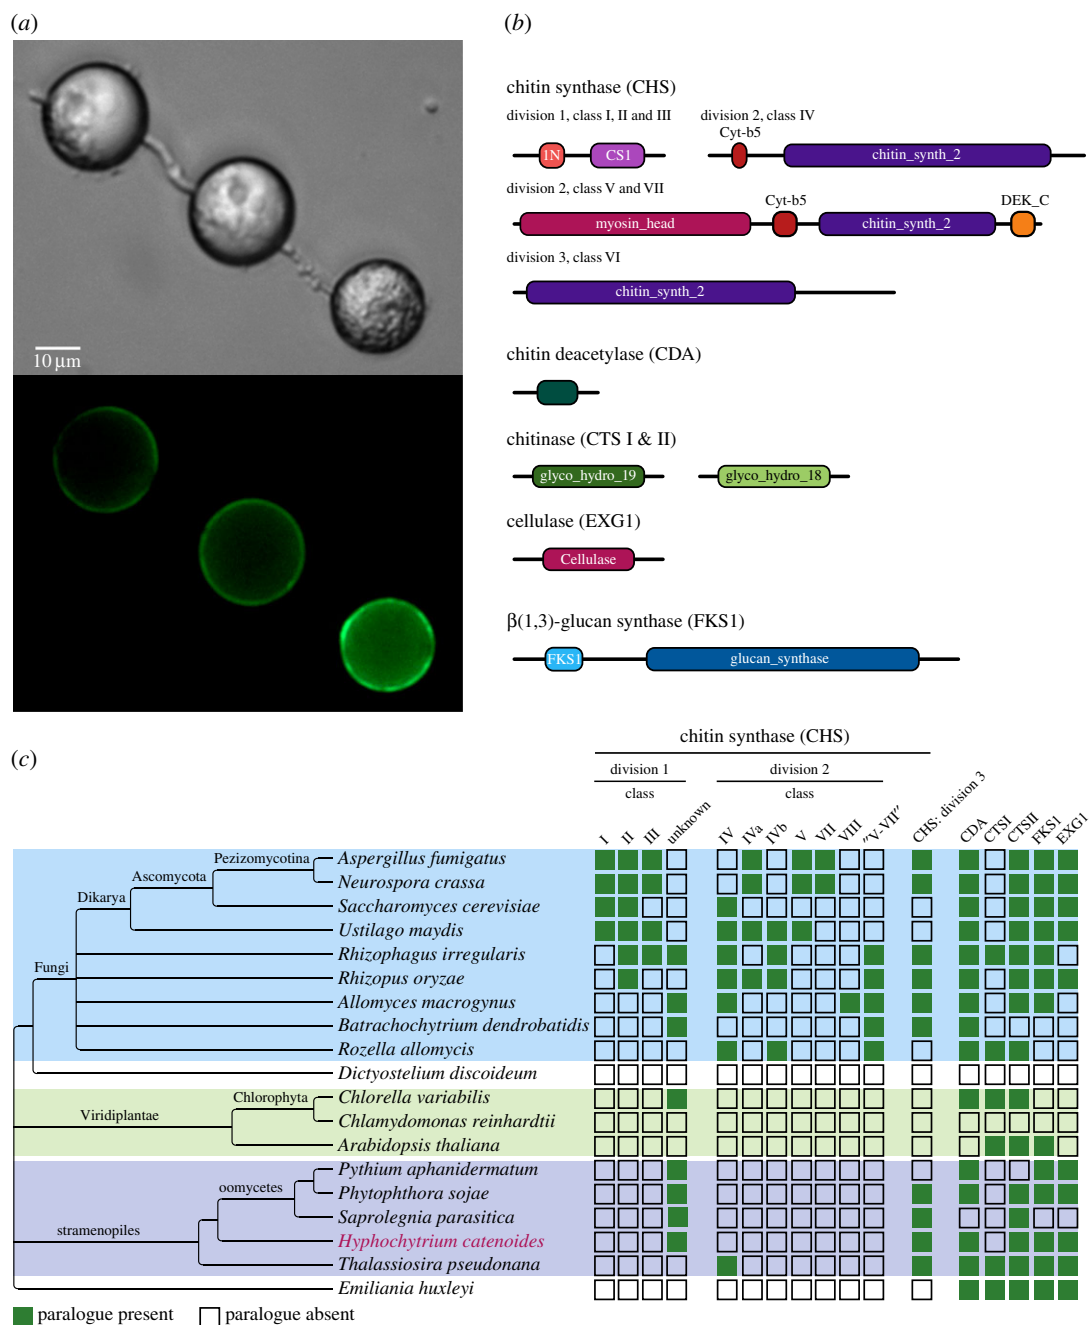 (a)
10 µm
(b)
chitin synthase (CHS)
division 1, class I, II and III
division 2, class IV
Cyt-b5
1N
CS1
chitin_synth_2
division 2, class V and VII
Cyt-b5
DEK_C
myosin_head
chitin_synth_2
division 3, class VI
chitin_synth_2
chitin deacetylase (CDA)
chitinase (CTS I & II)
glyco_hydro_19
glyco_hydro_18
cellulase (EXG1)
Cellulase
β(1,3)-glucan synthase (FKS1)
FKS1
glucan_synthase
(c)
chitin synthase (CHS)
division 1
division 2
class
class
I II III unknown IV IVa IVb V VII VIII "V-VII" CHS: division 3 CDA CTSI CTSII FKS1 EXG1
Pezizomycotina
Aspergillus fumigatus
Ascomycota
Neurospora crassa
Dikarya
Saccharomyces cerevisiae
Ustilago maydis
Rhizophagus irregularis
Fungi
Rhizopus oryzae
Allomyces macrogynus
Batrachochytrium dendrobatidis
Rozella allomycis
Dictyostelium discoideum
Chlorophyta
Chlorella variabilis
Viridiplantae
Chlamydomonas reinhardtii
Arabidopsis thaliana
Pythium aphanidermatum
oomycetes
Phytophthora sojae
Saprolegnia parasitica
stramenopiles
Hyphochytrium catenoides
Thalassiosira pseudonana
Emiliania huxleyi
paralogue present
paralogue absent